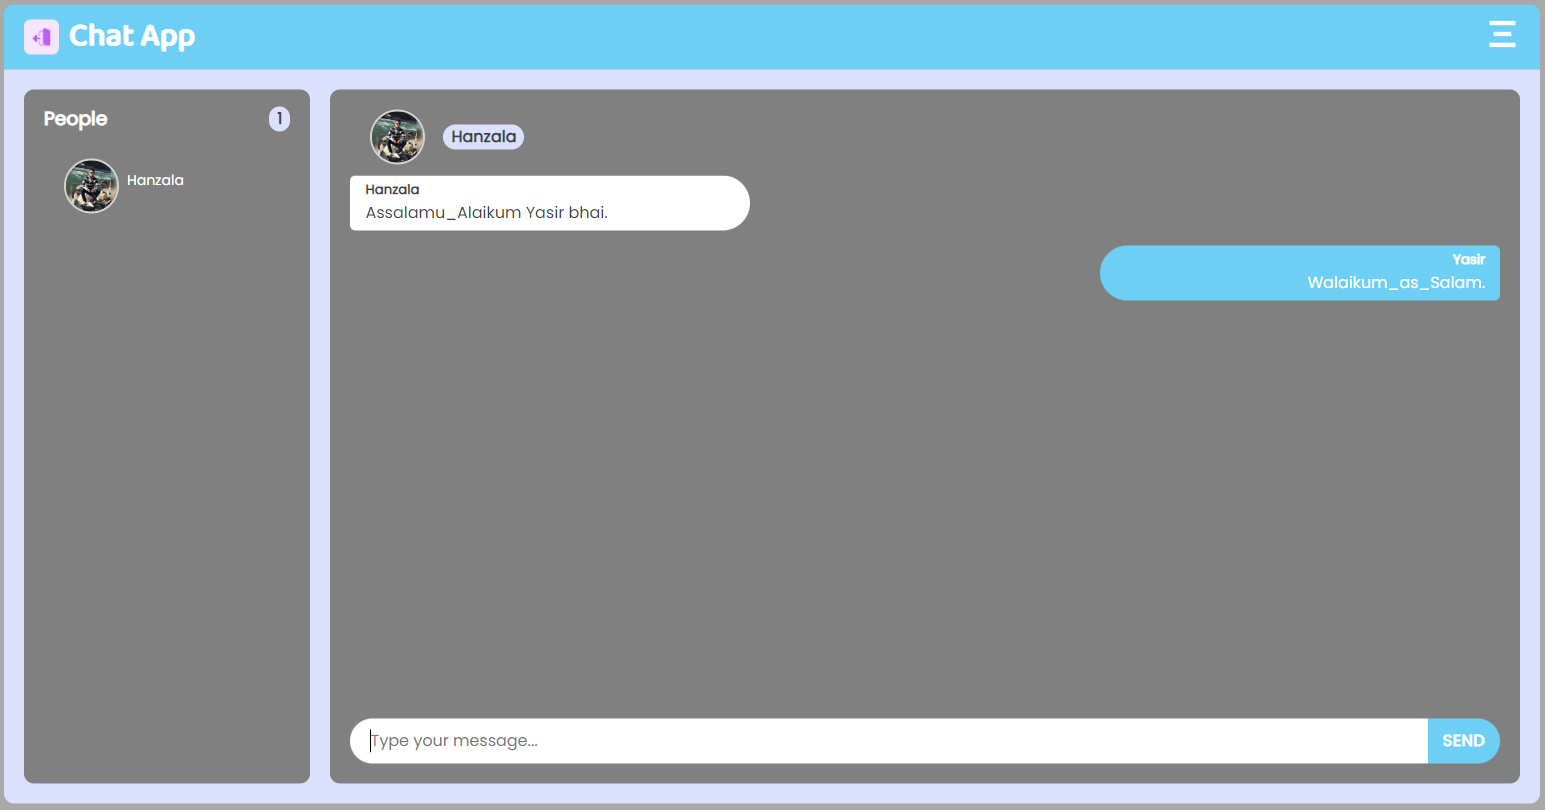 Chat App
People
1
Hanzala
Hanzala
Hanzala
Assalamu_Alaikum Yasir bhai.
Yasir
Walaikum_as_Salam.
Type your message...
SEND